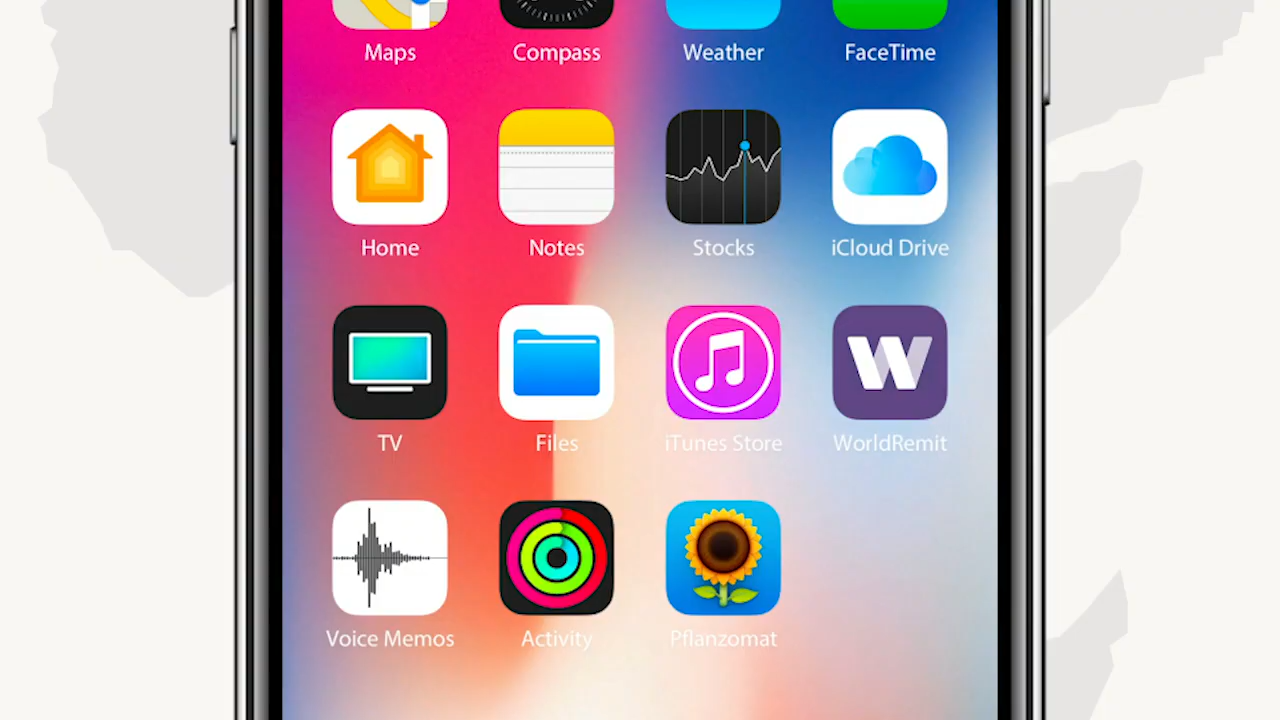 Maps Compass Weather FaceTime
Home Notes Stocks iCloud Drive
W
TV Files iTunes Store WorldRemit
Voice Memos Activity Pflanzomat